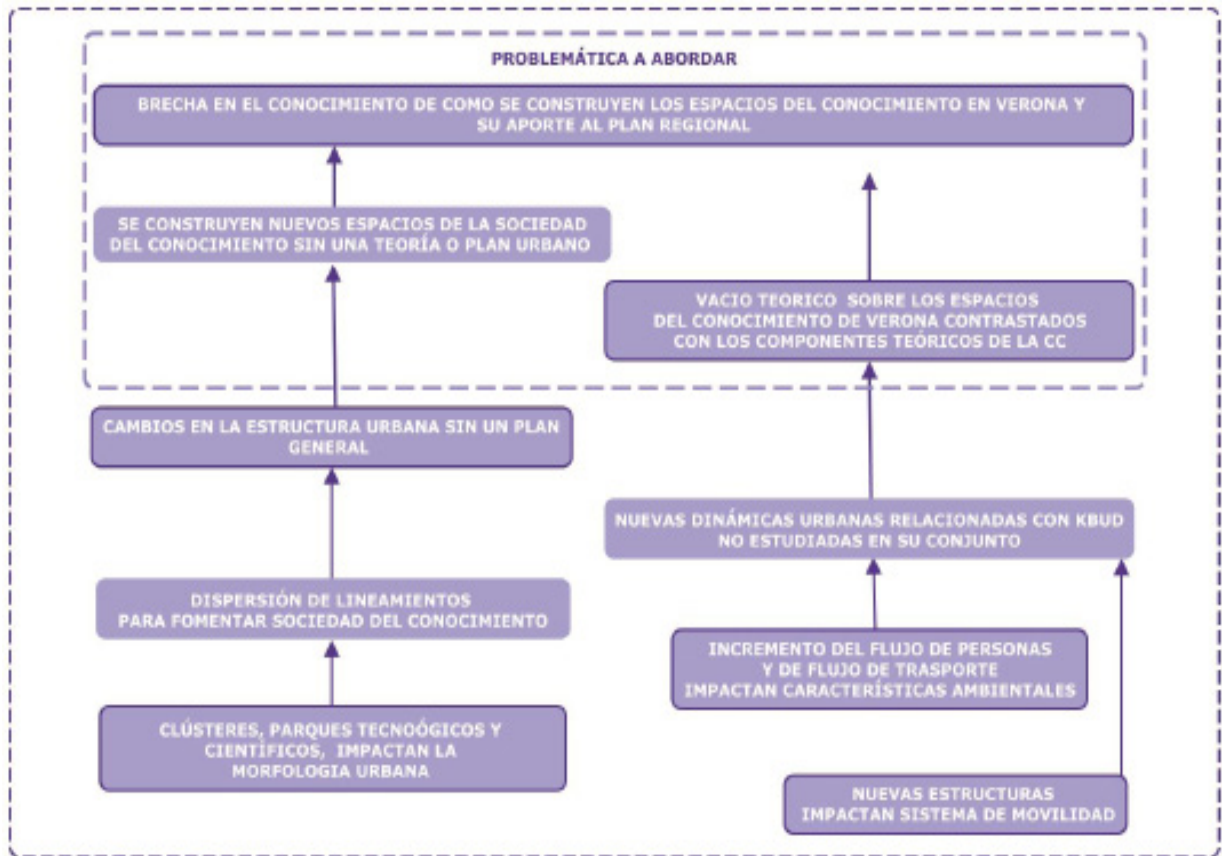 PROBLEMÁTICA A ABORDAR
BRECHA EN EL CONOCIMIENTO DE COMO SE CONSTRUYEN LOS ESPACIOS DEL CONOCIMIENTO EN VERONA Y
SU APORTE AL PLAN REGIONAL
SE CONSTRUYEN NUEVOS ESPACIOS DE LA SOCIEDAD
DEL CONOCIMIENTO SIN UNA TEORÍA O PLAN URBANO
VACIO TEORICO SOBRE LOS ESPACIOS
DEL CONOCIMIENTO DE VERONA CONTRASTADOS
CON LOS COMPONENTES TEÓRICOS DE LA CC
CAMBIOS EN LA ESTRUCTURA URBANA SIN UN PLAN
GENERAL
NUEVAS DINÁMICAS URBANAS RELACIONADAS CON KBUD
NO ESTUDIADAS EN SU CONJUNTO
DISPERSIÓN DE LINEAMIENTOS
PARA FOMENTAR SOCIEDAD DEL CONOCIMIENTO
INCREMENTO DEL FLUJO DE PERSONAS
Y DE FLUJO DE TRASPORTE
IMPACTAN CARACTERÍSTICAS AMBIENTALES
CLÚSTERES, PARQUES TECNOÓGICOS Y
CIENTÍFICOS, IMPACTAN LA
MORFOLOGIA URBANA
NUEVAS ESTRUCTURAS
IMPACTAN SISTEMA DE MOVILIDAD